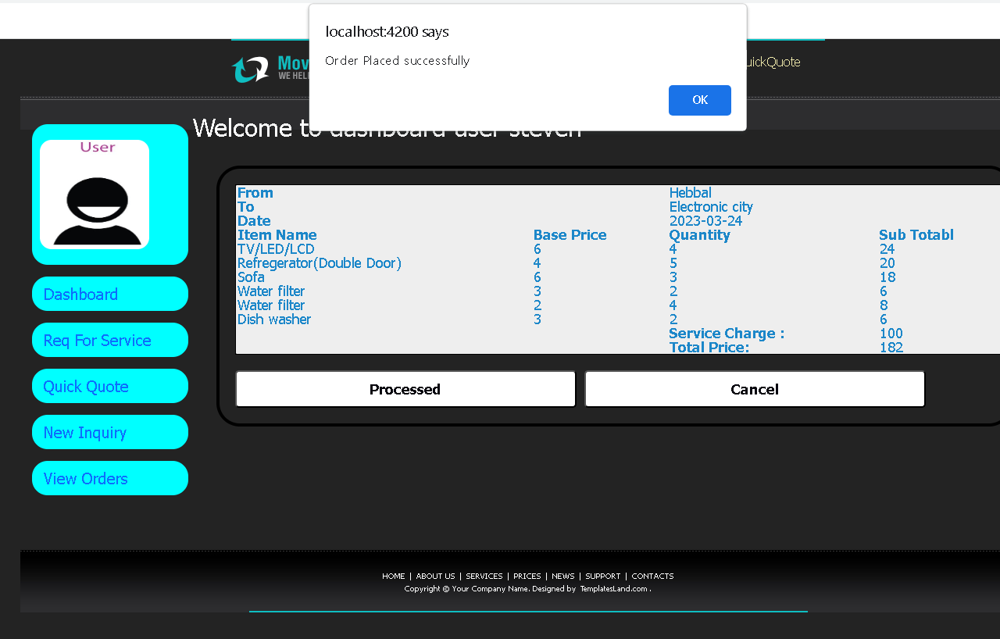 localhost:4200 says
Order Placed successfully
OK
Mov
WE HEL
uickQuote
Welcome to dashboard user steven
User
From Hebbal
To Electronic city
Date 2023-03-24
Item Name Base Price Quantity Sub Totabl
TV/LED/LCD 6 4 24
Refregerator(Double Door) 4 5 20
Sofa 6 3 18
Water filter 3 2 6
Water filter 2 4 8
Dish washer 3 2 6
Service Charge : 100
Total Price: 182
Processed Cancel
Dashboard
Req For Service
Quick Quote
New Inquiry
View Orders
HOME | ABOUT US | SERVICES | PRICES | NEWS | SUPPORT | CONTACTS
Copyright © Your Company Name. Designed by TemplatesLand.com .